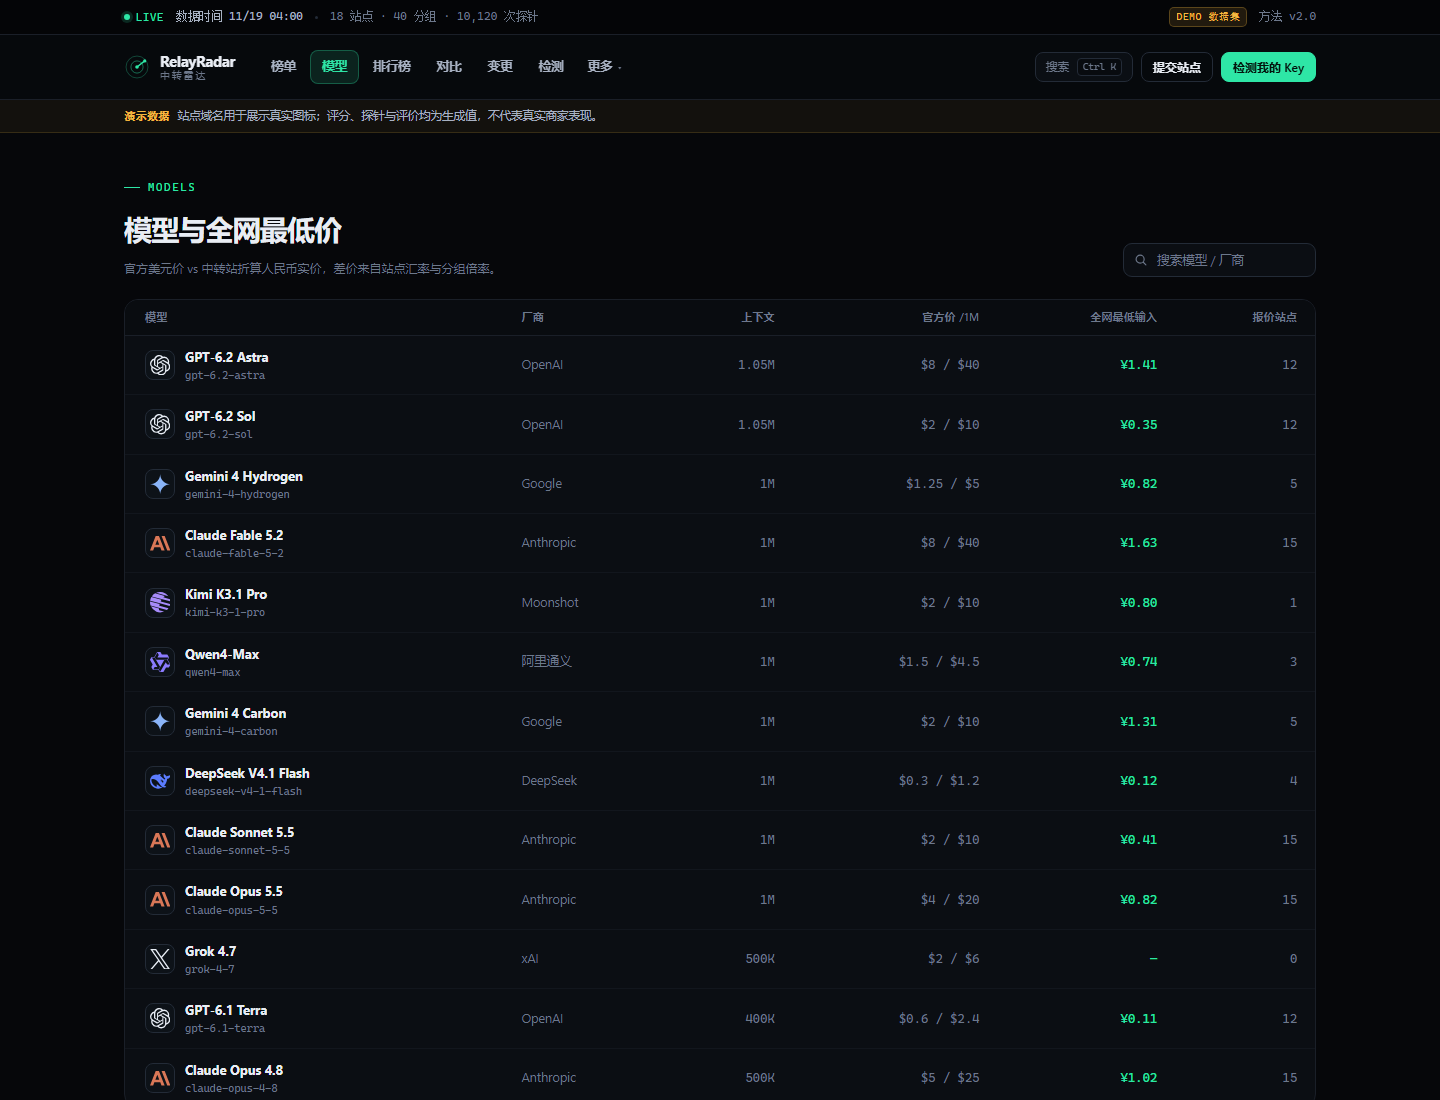 LIVE 数据时间 11/19 04:00 · 18 站点 · 40 分组 · 10,120 次探针 DEMO 数据集 方法 v2.0
RelayRadar 中转雷达 榜单 模型 排行榜 对比 变更 检测 更多 搜索 Ctrl K 提交站点 检测我的 Key
演示数据 站点域名用于展示真实图标；评分、探针与评价均为生成值，不代表真实商家表现。
— MODELS
模型与全网最低价
官方美元价 vs 中转站折算人民币实价，差价来自站点汇率与分组倍率。
搜索模型 / 厂商
模型 厂商 上下文 官方价 /1M 全网最低输入 报价站点
GPT-6.2 Astra
gpt-6.2-astra OpenAI 1.05M $8 / $40 ¥1.41 12
GPT-6.2 Sol
gpt-6.2-sol OpenAI 1.05M $2 / $10 ¥0.35 12
Gemini 4 Hydrogen
gemini-4-hydrogen Google 1M $1.25 / $5 ¥0.82 5
Claude Fable 5.2
claude-fable-5-2 Anthropic 1M $8 / $40 ¥1.63 15
Kimi K3.1 Pro
kimi-k3-1-pro Moonshot 1M $2 / $10 ¥0.80 1
Qwen4-Max
qwen4-max 阿里通义 1M $1.5 / $4.5 ¥0.74 3
Gemini 4 Carbon
gemini-4-carbon Google 1M $2 / $10 ¥1.31 5
DeepSeek V4.1 Flash
deepseek-v4-1-flash DeepSeek 1M $0.3 / $1.2 ¥0.12 4
Claude Sonnet 5.5
claude-sonnet-5-5 Anthropic 1M $2 / $10 ¥0.41 15
Claude Opus 5.5
claude-opus-5-5 Anthropic 1M $4 / $20 ¥0.82 15
Grok 4.7
grok-4-7 xAI 500K $2 / $6 — 0
GPT-6.1 Terra
gpt-6.1-terra OpenAI 400K $0.6 / $2.4 ¥0.11 12
Claude Opus 4.8
claude-opus-4-8 Anthropic 500K $5 / $25 ¥1.02 15